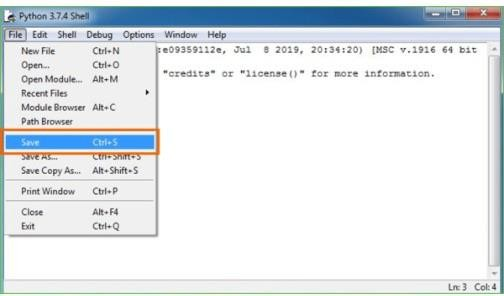 Python 3.7.4 Shell
File Edit Shell Debug Options Window Help
New File Ctrl+N
:e09359112e, Jul 8 2019, 20:34:20) [MSC v.1916 64 bit
Open... Ctrl+O
Open Module... Alt+M
"credits" or "license()" for more information.
Recent Files
Module Browser Alt+C
Path Browser
Save Ctrl+S
Save As... Ctrl+Shift+S
Save Copy As... Alt+Shift+S
Print Window Ctrl+P
Close Alt+F4
Exit Ctrl+Q
Ln: 3 Col: 4